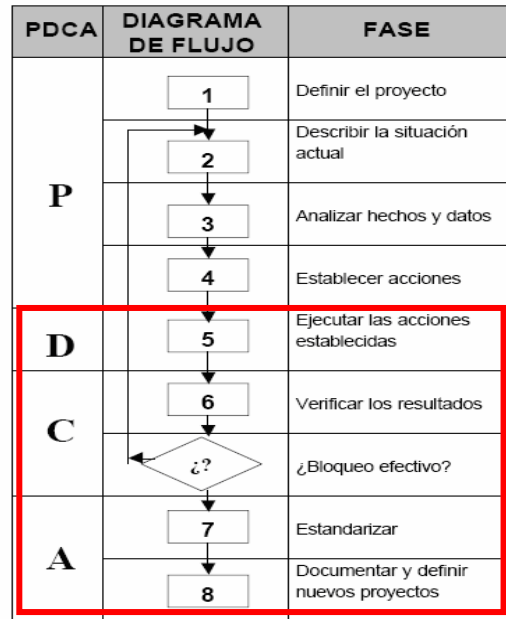 PDCA
DIAGRAMA
DE FLUJO
FASE
P
1
Definir el proyecto
2
Describir la situación
actual
3
Analizar hechos y datos
4
Establecer acciones
D
5
Ejecutar las acciones
establecidas
C
6
Verificar los resultados
¿?
¿Bloqueo efectivo?
A
7
Estandarizar
8
Documentar y definir
nuevos proyectos